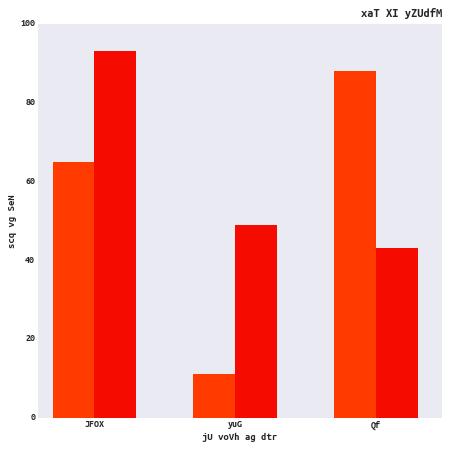 xaT XI yZUdfM
100
80
60
40
20
0
scq vg SeN
JFOX yuG Qf
jU voVh ag dtr